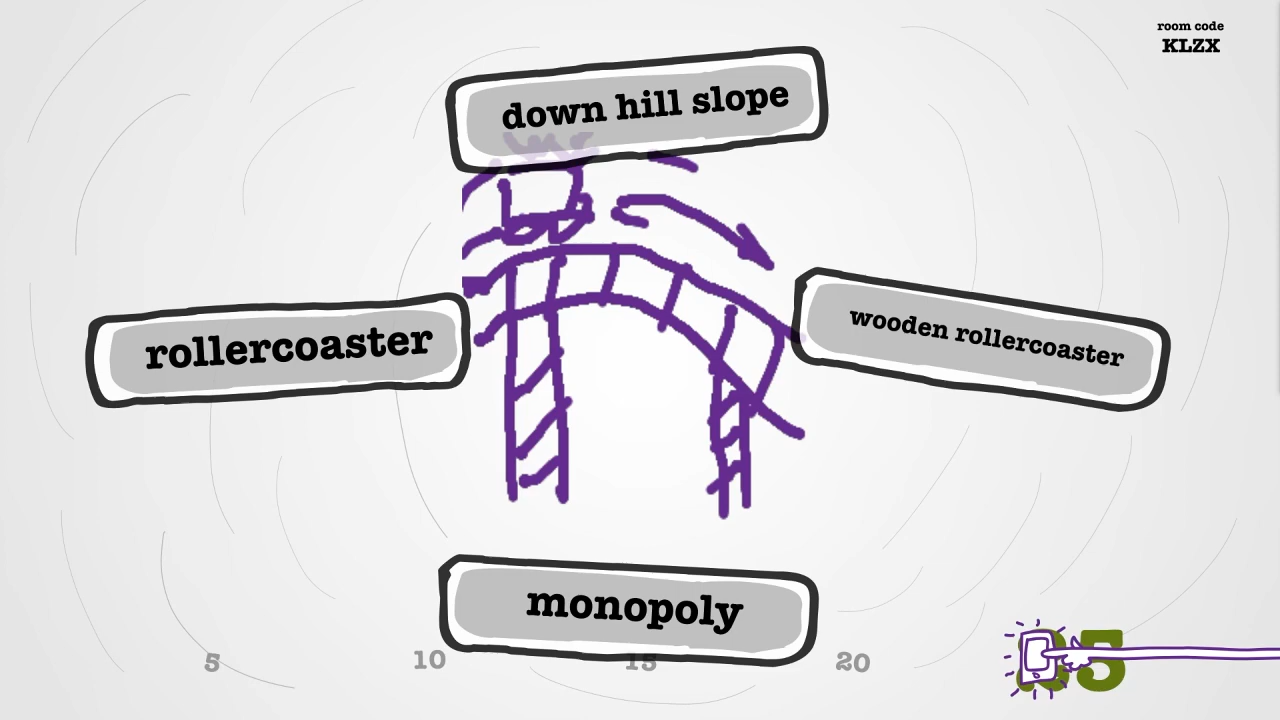 room code
KLZX
down hill slope
rollercoaster
wooden rollercoaster
monopoly
5 10 15 20